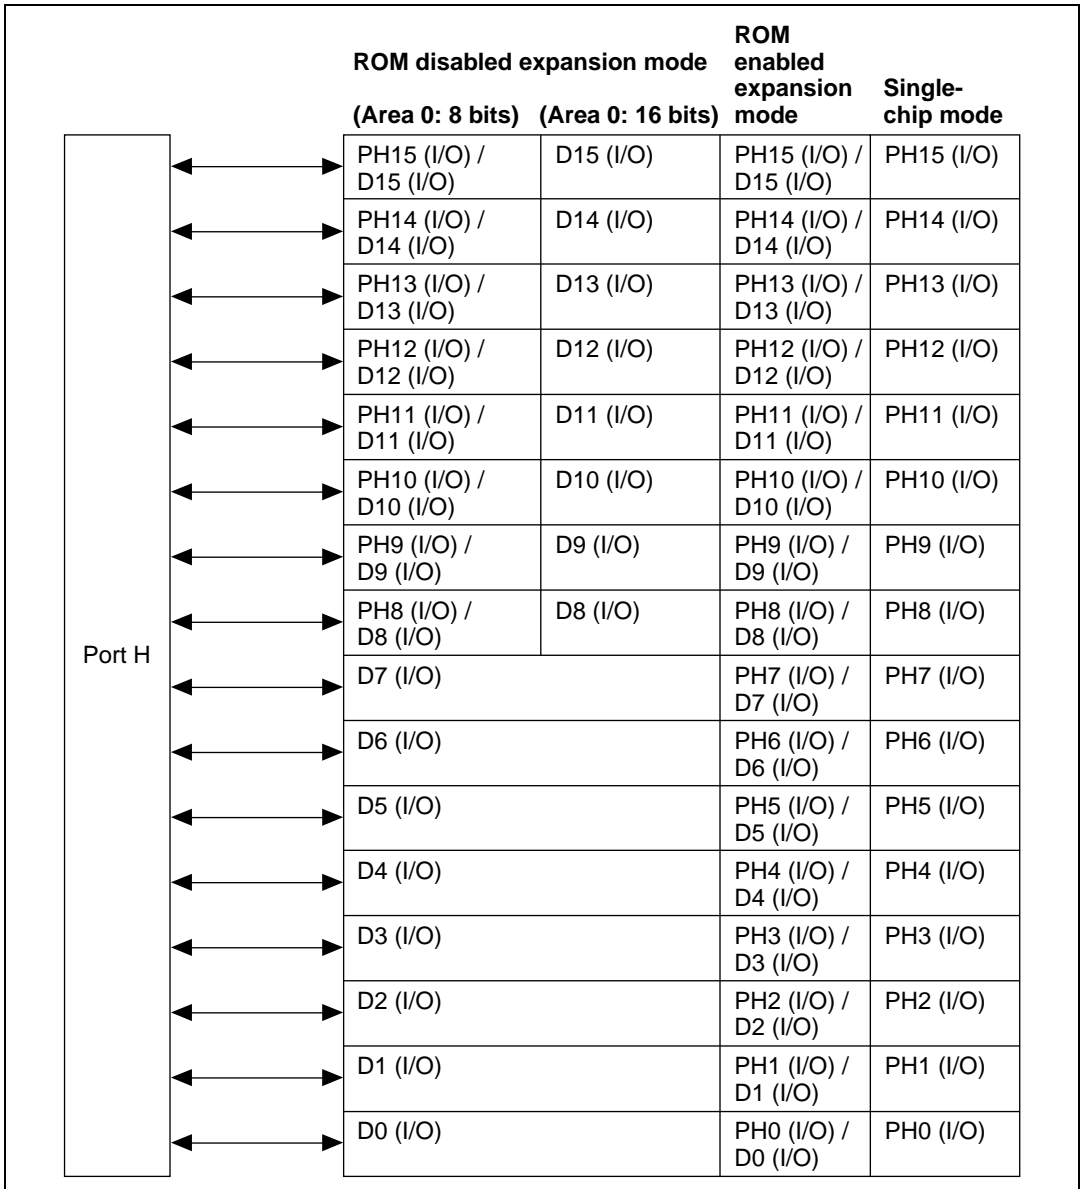 ROM disabled expansion mode
(Area 0: 8 bits) (Area 0: 16 bits)
ROM
enabled
expansion
mode
Single-
chip mode
Port H
PH15 (I/O) /
D15 (I/O)
D15 (I/O)
PH15 (I/O) /
D15 (I/O)
PH15 (I/O)
PH14 (I/O) /
D14 (I/O)
D14 (I/O)
PH14 (I/O) /
D14 (I/O)
PH14 (I/O)
PH13 (I/O) /
D13 (I/O)
D13 (I/O)
PH13 (I/O) /
D13 (I/O)
PH13 (I/O)
PH12 (I/O) /
D12 (I/O)
D12 (I/O)
PH12 (I/O) /
D12 (I/O)
PH12 (I/O)
PH11 (I/O) /
D11 (I/O)
D11 (I/O)
PH11 (I/O) /
D11 (I/O)
PH11 (I/O)
PH10 (I/O) /
D10 (I/O)
D10 (I/O)
PH10 (I/O) /
D10 (I/O)
PH10 (I/O)
PH9 (I/O) /
D9 (I/O)
D9 (I/O)
PH9 (I/O) /
D9 (I/O)
PH9 (I/O)
PH8 (I/O) /
D8 (I/O)
D8 (I/O)
PH8 (I/O) /
D8 (I/O)
PH8 (I/O)
D7 (I/O)
PH7 (I/O) /
D7 (I/O)
PH7 (I/O)
D6 (I/O)
PH6 (I/O) /
D6 (I/O)
PH6 (I/O)
D5 (I/O)
PH5 (I/O) /
D5 (I/O)
PH5 (I/O)
D4 (I/O)
PH4 (I/O) /
D4 (I/O)
PH4 (I/O)
D3 (I/O)
PH3 (I/O) /
D3 (I/O)
PH3 (I/O)
D2 (I/O)
PH2 (I/O) /
D2 (I/O)
PH2 (I/O)
D1 (I/O)
PH1 (I/O) /
D1 (I/O)
PH1 (I/O)
D0 (I/O)
PH0 (I/O) /
D0 (I/O)
PH0 (I/O)